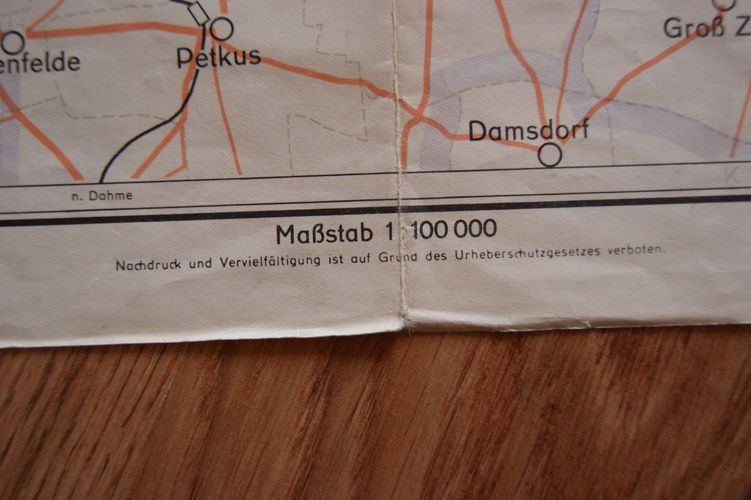 Groß Z
enfelde
Petkus
Damsdorf
K
n. Dahme
Maßstab 1:100 000
Nachdruck und Vervielfältigung ist auf Grund des Urheberschutzgesetzes verboten.